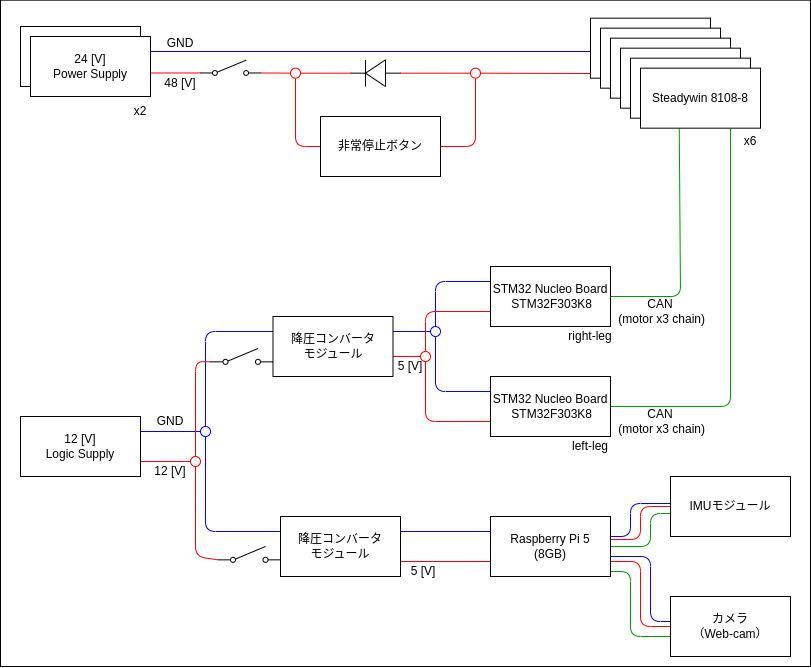 24 [V]
Power Supply
x2
GND
48 [V]
非常停止ボタン
Steadywin 8108-8
x6
STM32 Nucleo Board
STM32F303K8
right-leg
CAN
(motor x3 chain)
降圧コンバータ
モジュール
5 [V]
STM32 Nucleo Board
STM32F303K8
left-leg
CAN
(motor x3 chain)
12 [V]
Logic Supply
GND
12 [V]
降圧コンバータ
モジュール
5 [V]
Raspberry Pi 5
(8GB)
IMUモジュール
カメラ
（Web-cam）